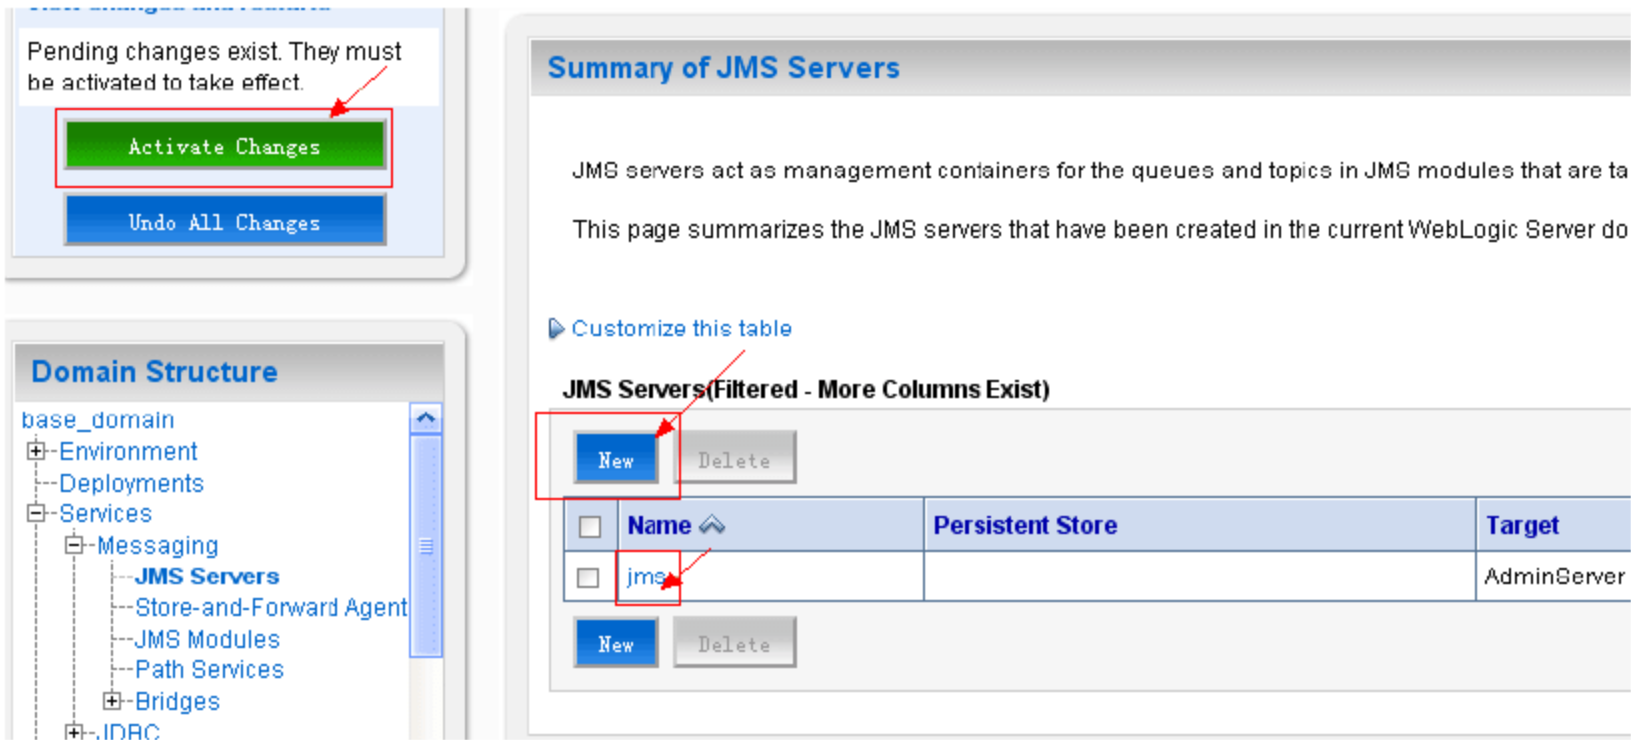 Pending changes exist. They must
be activated to take effect.
Activate Changes
Undo All Changes
Domain Structure
base_domain
Environment
Deployments
Services
Messaging
JMS Servers
Store-and-Forward Agent
JMS Modules
Path Services
Bridges
JDBC
Summary of JMS Servers
JMS servers act as management containers for the queues and topics in JMS modules that are ta
This page summarizes the JMS servers that have been created in the current WebLogic Server do
Customize this table
JMS Servers(Filtered - More Columns Exist)
New Delete
Name Persistent Store Target
jms AdminServer
New Delete